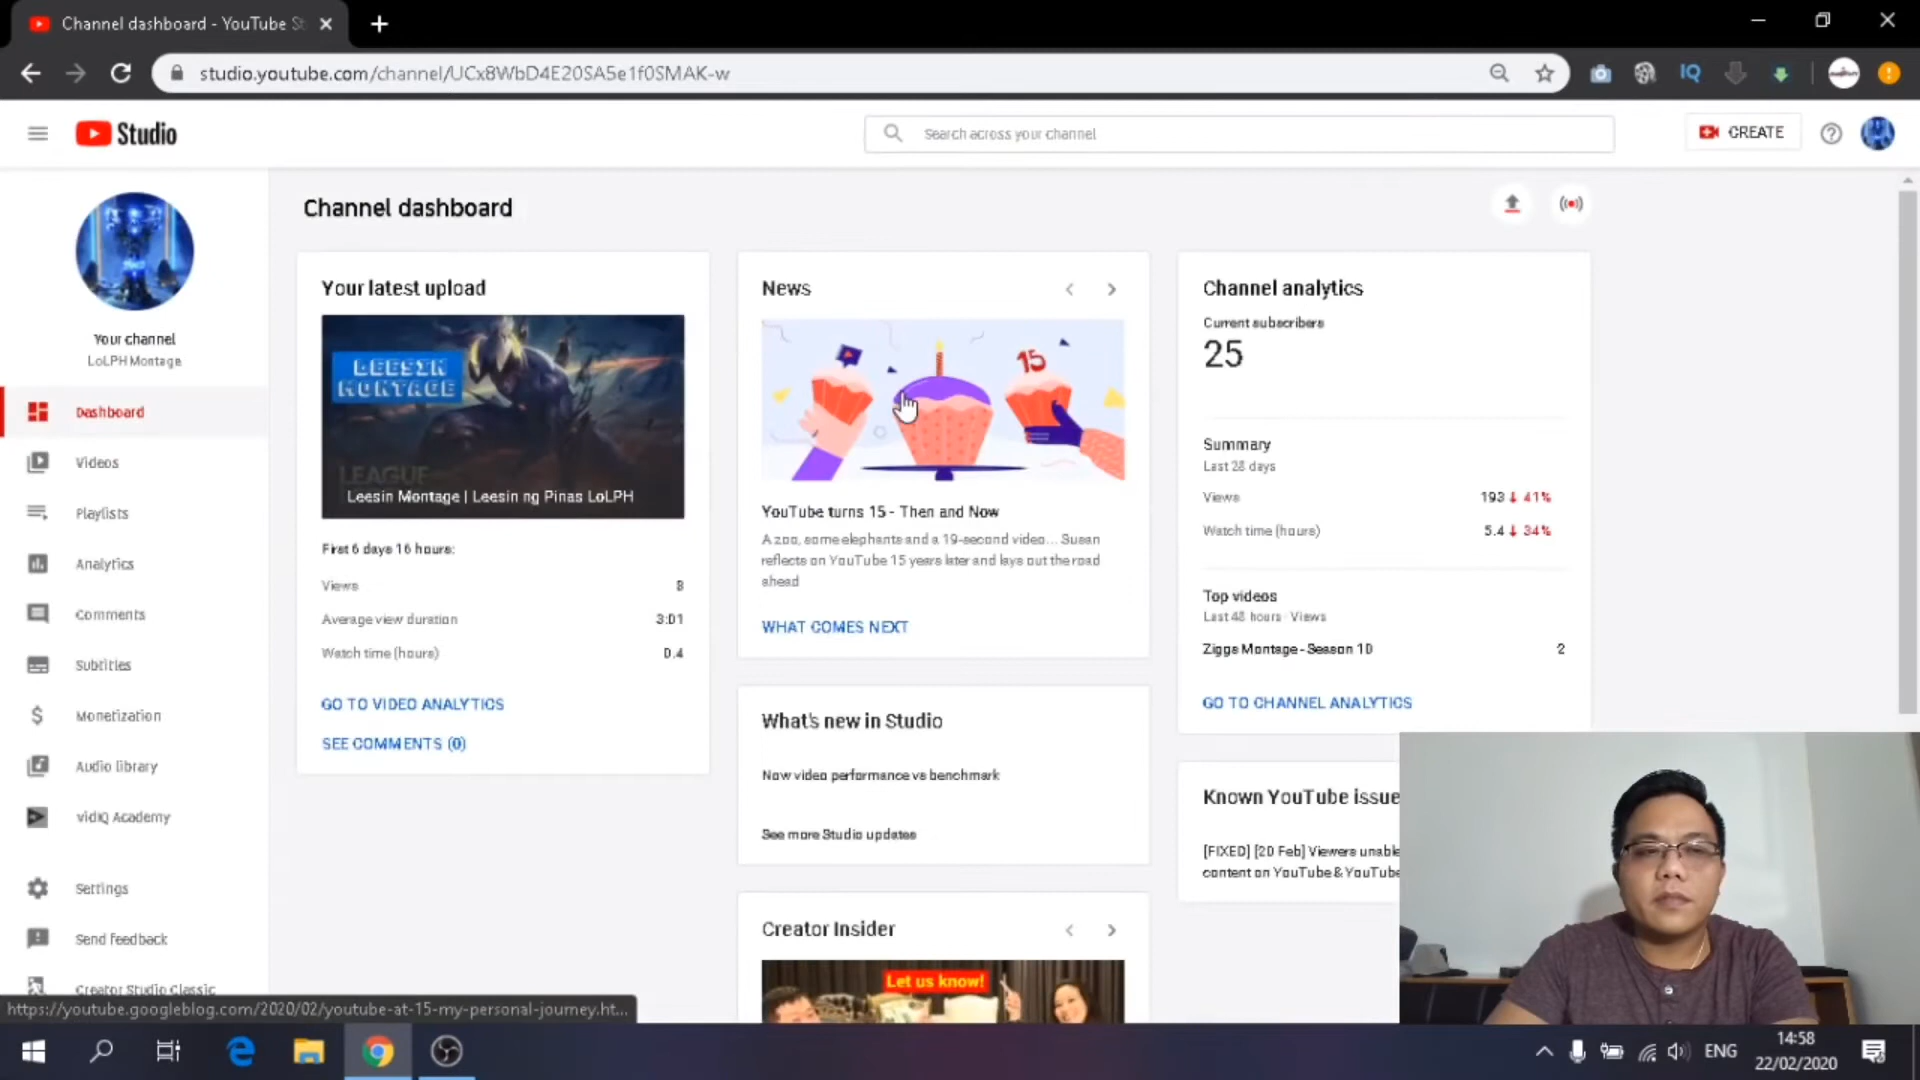 Channel dashboard - YouTube St
studio.youtube.com/channel/UCx8WbD4E20SA5e1f0SMAK-w
IQ
Studio
Search across your channel
CREATE
Your channel
LoLPH Montage
Dashboard
Videos
Playlists
Analytics
Comments
Subtitles
Monetization
Audio library
vidIQ Academy
Settings
Send feedback
Creator Studio Classic
https://youtube.googleblog.com/2020/02/youtube-at-15-my-personal-journey.ht...
Channel dashboard
Your latest upload
LEESIN
MONTAGE
LEAGUE
Leesin Montage | Leesin ng Pinas LoLPH
First 6 days 16 hours:
Views 8
Average view duration 3:01
Watch time (hours) 0.4
GO TO VIDEO ANALYTICS
SEE COMMENTS (0)
News
15
YouTube turns 15 - Then and Now
A zoo, some elephants and a 19-second video... Susan
reflects on YouTube 15 years later and lays out the road
ahead
WHAT COMES NEXT
What's new in Studio
New video performance vs benchmark
See more Studio updates
Creator Insider
Let us know!
Channel analytics
Current subscribers
25
Summary
Last 28 days
Views 193 ↓ 41%
Watch time (hours) 5.4 ↓ 34%
Top videos
Last 48 hours · Views
Ziggs Montage - Season 10 2
GO TO CHANNEL ANALYTICS
Known YouTube issue
[FIXED] [20 Feb] Viewers unable
content on YouTube & YouTube
ENG
14:58
22/02/2020